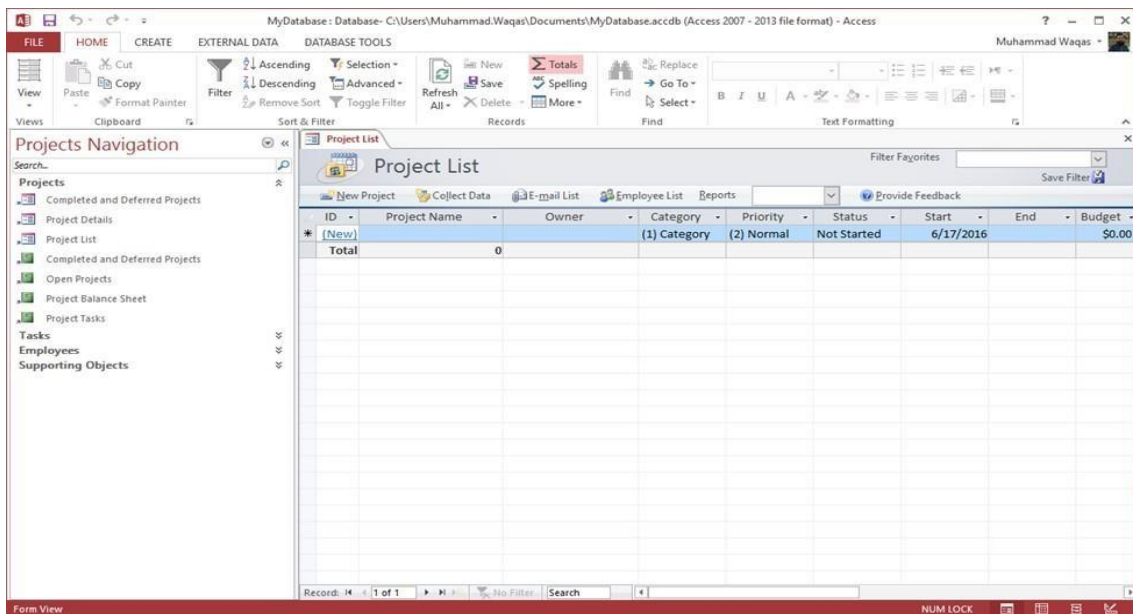 MyDatabase : Database- C:\Users\Muhammad.Waqas\Documents\MyDatabase.accdb (Access 2007 - 2013 file format) - Access
FILE HOME CREATE EXTERNAL DATA DATABASE TOOLS Muhammad Waqas
View Paste Cut Copy Format Painter
Filter Ascending Descending Remove Sort Selection Advanced Toggle Filter
Refresh All New Save Delete Totals Spelling More
Find Replace Go To Select
B I U A
Views Clipboard Sort & Filter Records Find Text Formatting
Projects Navigation
Search...
Projects
Completed and Deferred Projects
Project Details
Project List
Completed and Deferred Projects
Open Projects
Project Balance Sheet
Project Tasks
Tasks
Employees
Supporting Objects
Project List
Project List
Filter Favorites
Save Filter
New Project Collect Data E-mail List Employee List Reports Provide Feedback
ID Project Name Owner Category Priority Status Start End Budget
* (New) (1) Category (2) Normal Not Started 6/17/2016 $0.00
Total 0
Record: 1 of 1 No Filter Search
Form View NUM LOCK